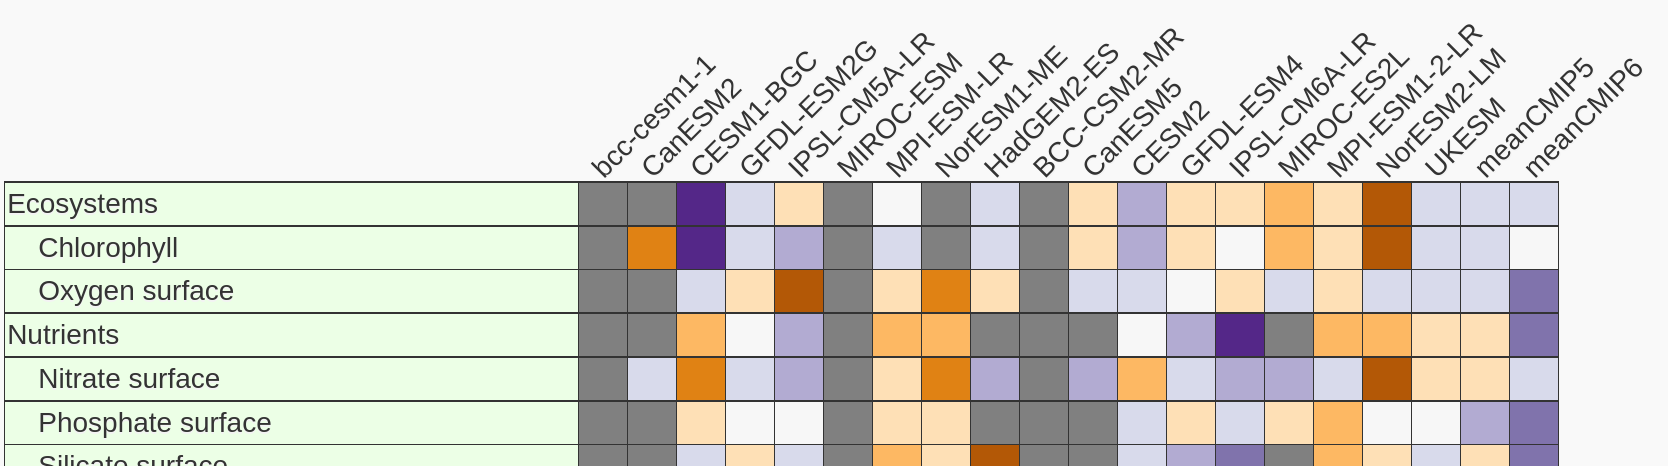 bcc-cesm1-1
CanESM2
CESM1-BGC
GFDL-ESM2G
IPSL-CM5A-LR
MIROC-ESM
MPI-ESM-LR
NorESM1-ME
HadGEM2-ES
BCC-CSM2-MR
CanESM5
CESM2
GFDL-ESM4
IPSL-CM6A-LR
MIROC-ES2L
MPI-ESM1-2-LR
NorESM2-LM
UKESM
meanCMIP5
meanCMIP6
Ecosystems
Chlorophyll
Oxygen surface
Nutrients
Nitrate surface
Phosphate surface
Silicate surface